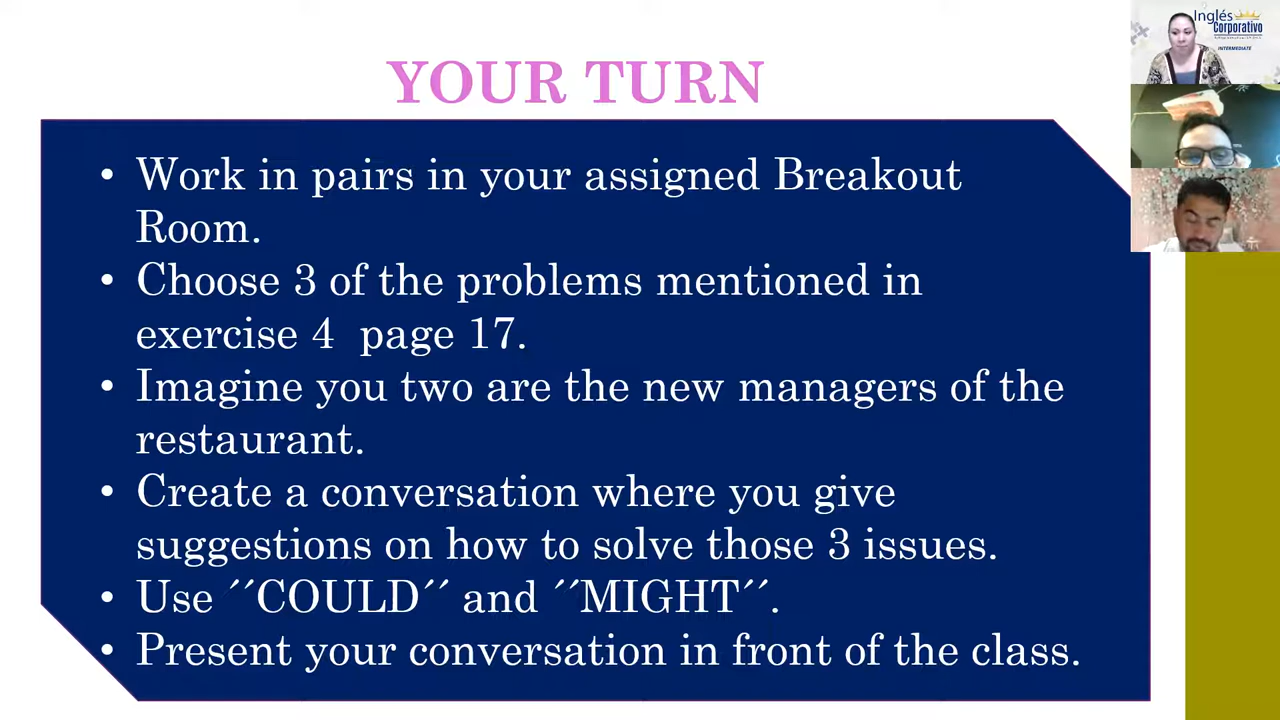 Inglés
Corporativo
INTERMEDIATE
YOUR TURN
• Work in pairs in your assigned Breakout
Room.
• Choose 3 of the problems mentioned in
exercise 4  page 17.
• Imagine you two are the new managers of the
restaurant.
• Create a conversation where you give
suggestions on how to solve those 3 issues.
• Use ´´COULD´´ and ´´MIGHT´´.
• Present your conversation in front of the class.